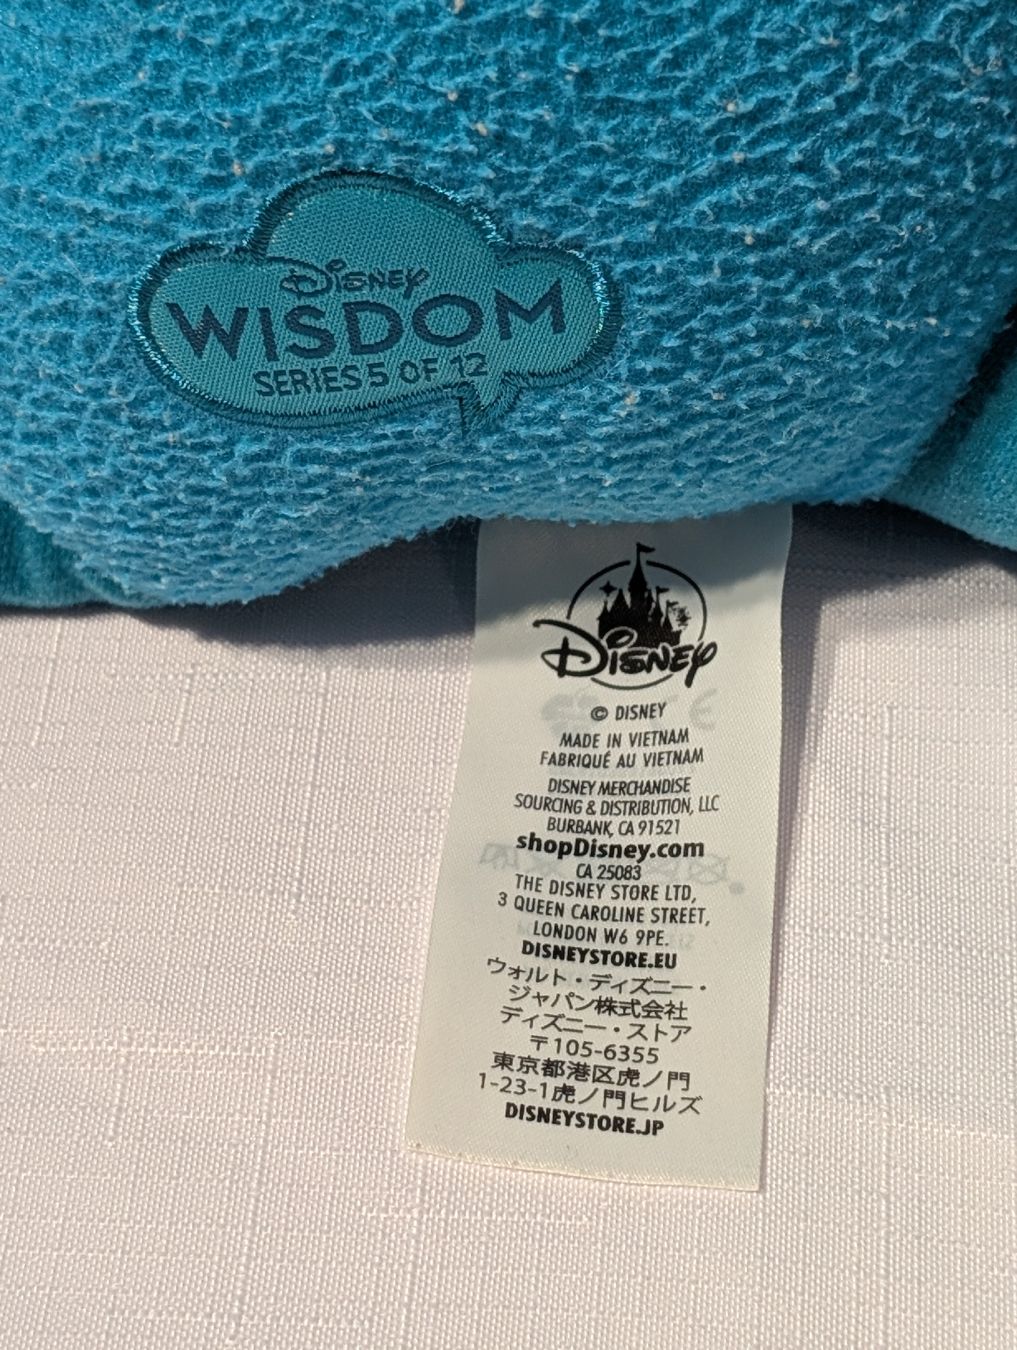 Disney
WISDOM
SERIES 5 OF 12
Disney
© DISNEY
MADE IN VIETNAM
FABRIQUÉ AU VIETNAM
DISNEY MERCHANDISE
SOURCING & DISTRIBUTION, LLC
BURBANK, CA 91521
shopDisney.com
CA 25083
THE DISNEY STORE LTD,
3 QUEEN CAROLINE STREET,
LONDON W6 9PE.
DISNEYSTORE.EU
ウォルト・ディズニー・
ジャパン株式会社
ディズニー・ストア
〒105-6355
東京都港区虎ノ門
1-23-1虎ノ門ヒルズ
DISNEYSTORE.JP